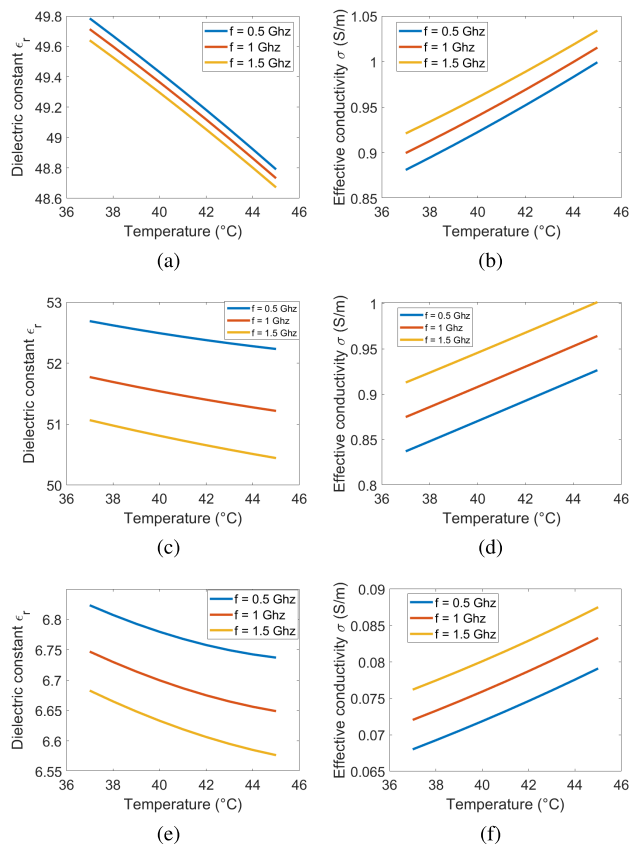 49.8
49.6
49.4
49.2
49
48.8
48.6
36
38
40
42
44
46
Dielectric constant ϵr
Temperature (°C)
f = 0.5 Ghz
f = 1 Ghz
f = 1.5 Ghz
(a)
1.05
1
0.95
0.9
0.85
36
38
40
42
44
46
Effective conductivity σ (S/m)
Temperature (°C)
f = 0.5 Ghz
f = 1 Ghz
f = 1.5 Ghz
(b)
53
52
51
50
36
38
40
42
44
46
Dielectric constant ϵr
Temperature (°C)
f = 0.5 Ghz
f = 1 Ghz
f = 1.5 Ghz
(c)
1
0.95
0.9
0.85
0.8
36
38
40
42
44
46
Effective conductivity σ (S/m)
Temperature (°C)
f = 0.5 Ghz
f = 1 Ghz
f = 1.5 Ghz
(d)
6.8
6.75
6.7
6.65
6.6
6.55
36
38
40
42
44
46
Dielectric constant ϵr
Temperature (°C)
f = 0.5 Ghz
f = 1 Ghz
f = 1.5 Ghz
(e)
0.09
0.085
0.08
0.075
0.07
0.065
36
38
40
42
44
46
Effective conductivity σ (S/m)
Temperature (°C)
f = 0.5 Ghz
f = 1 Ghz
f = 1.5 Ghz
(f)